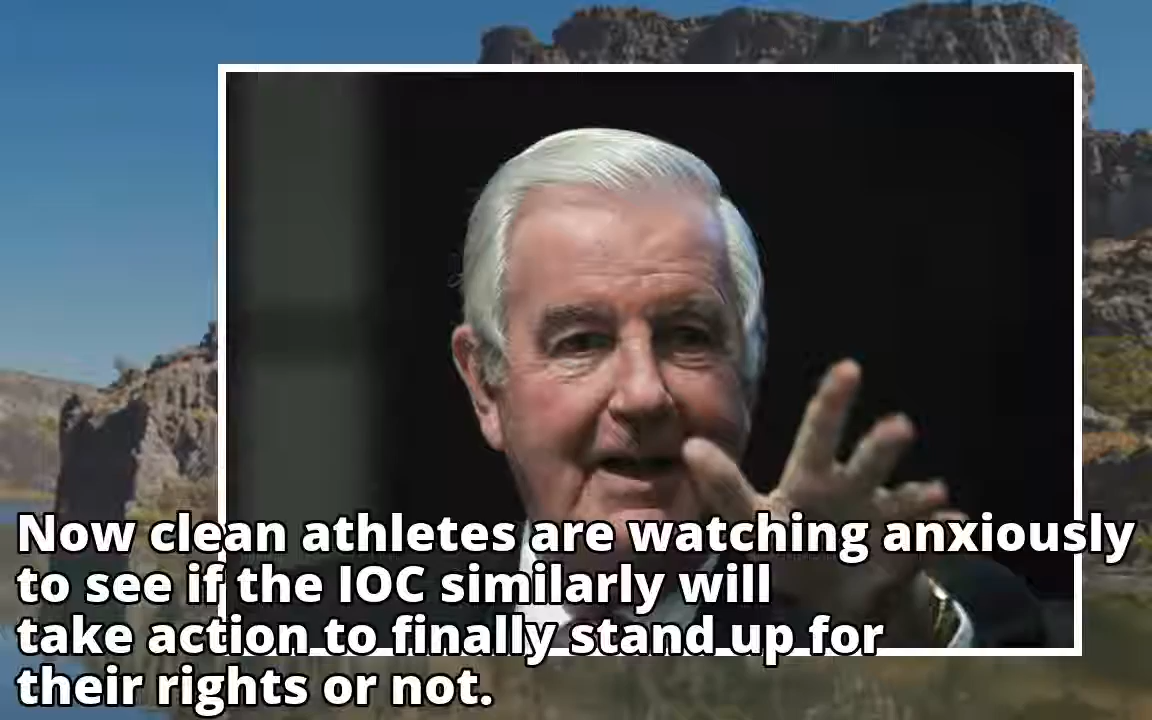 Now clean athletes are watching anxiously
to see if the IOC similarly will
take action to finally stand up for
their rights or not.